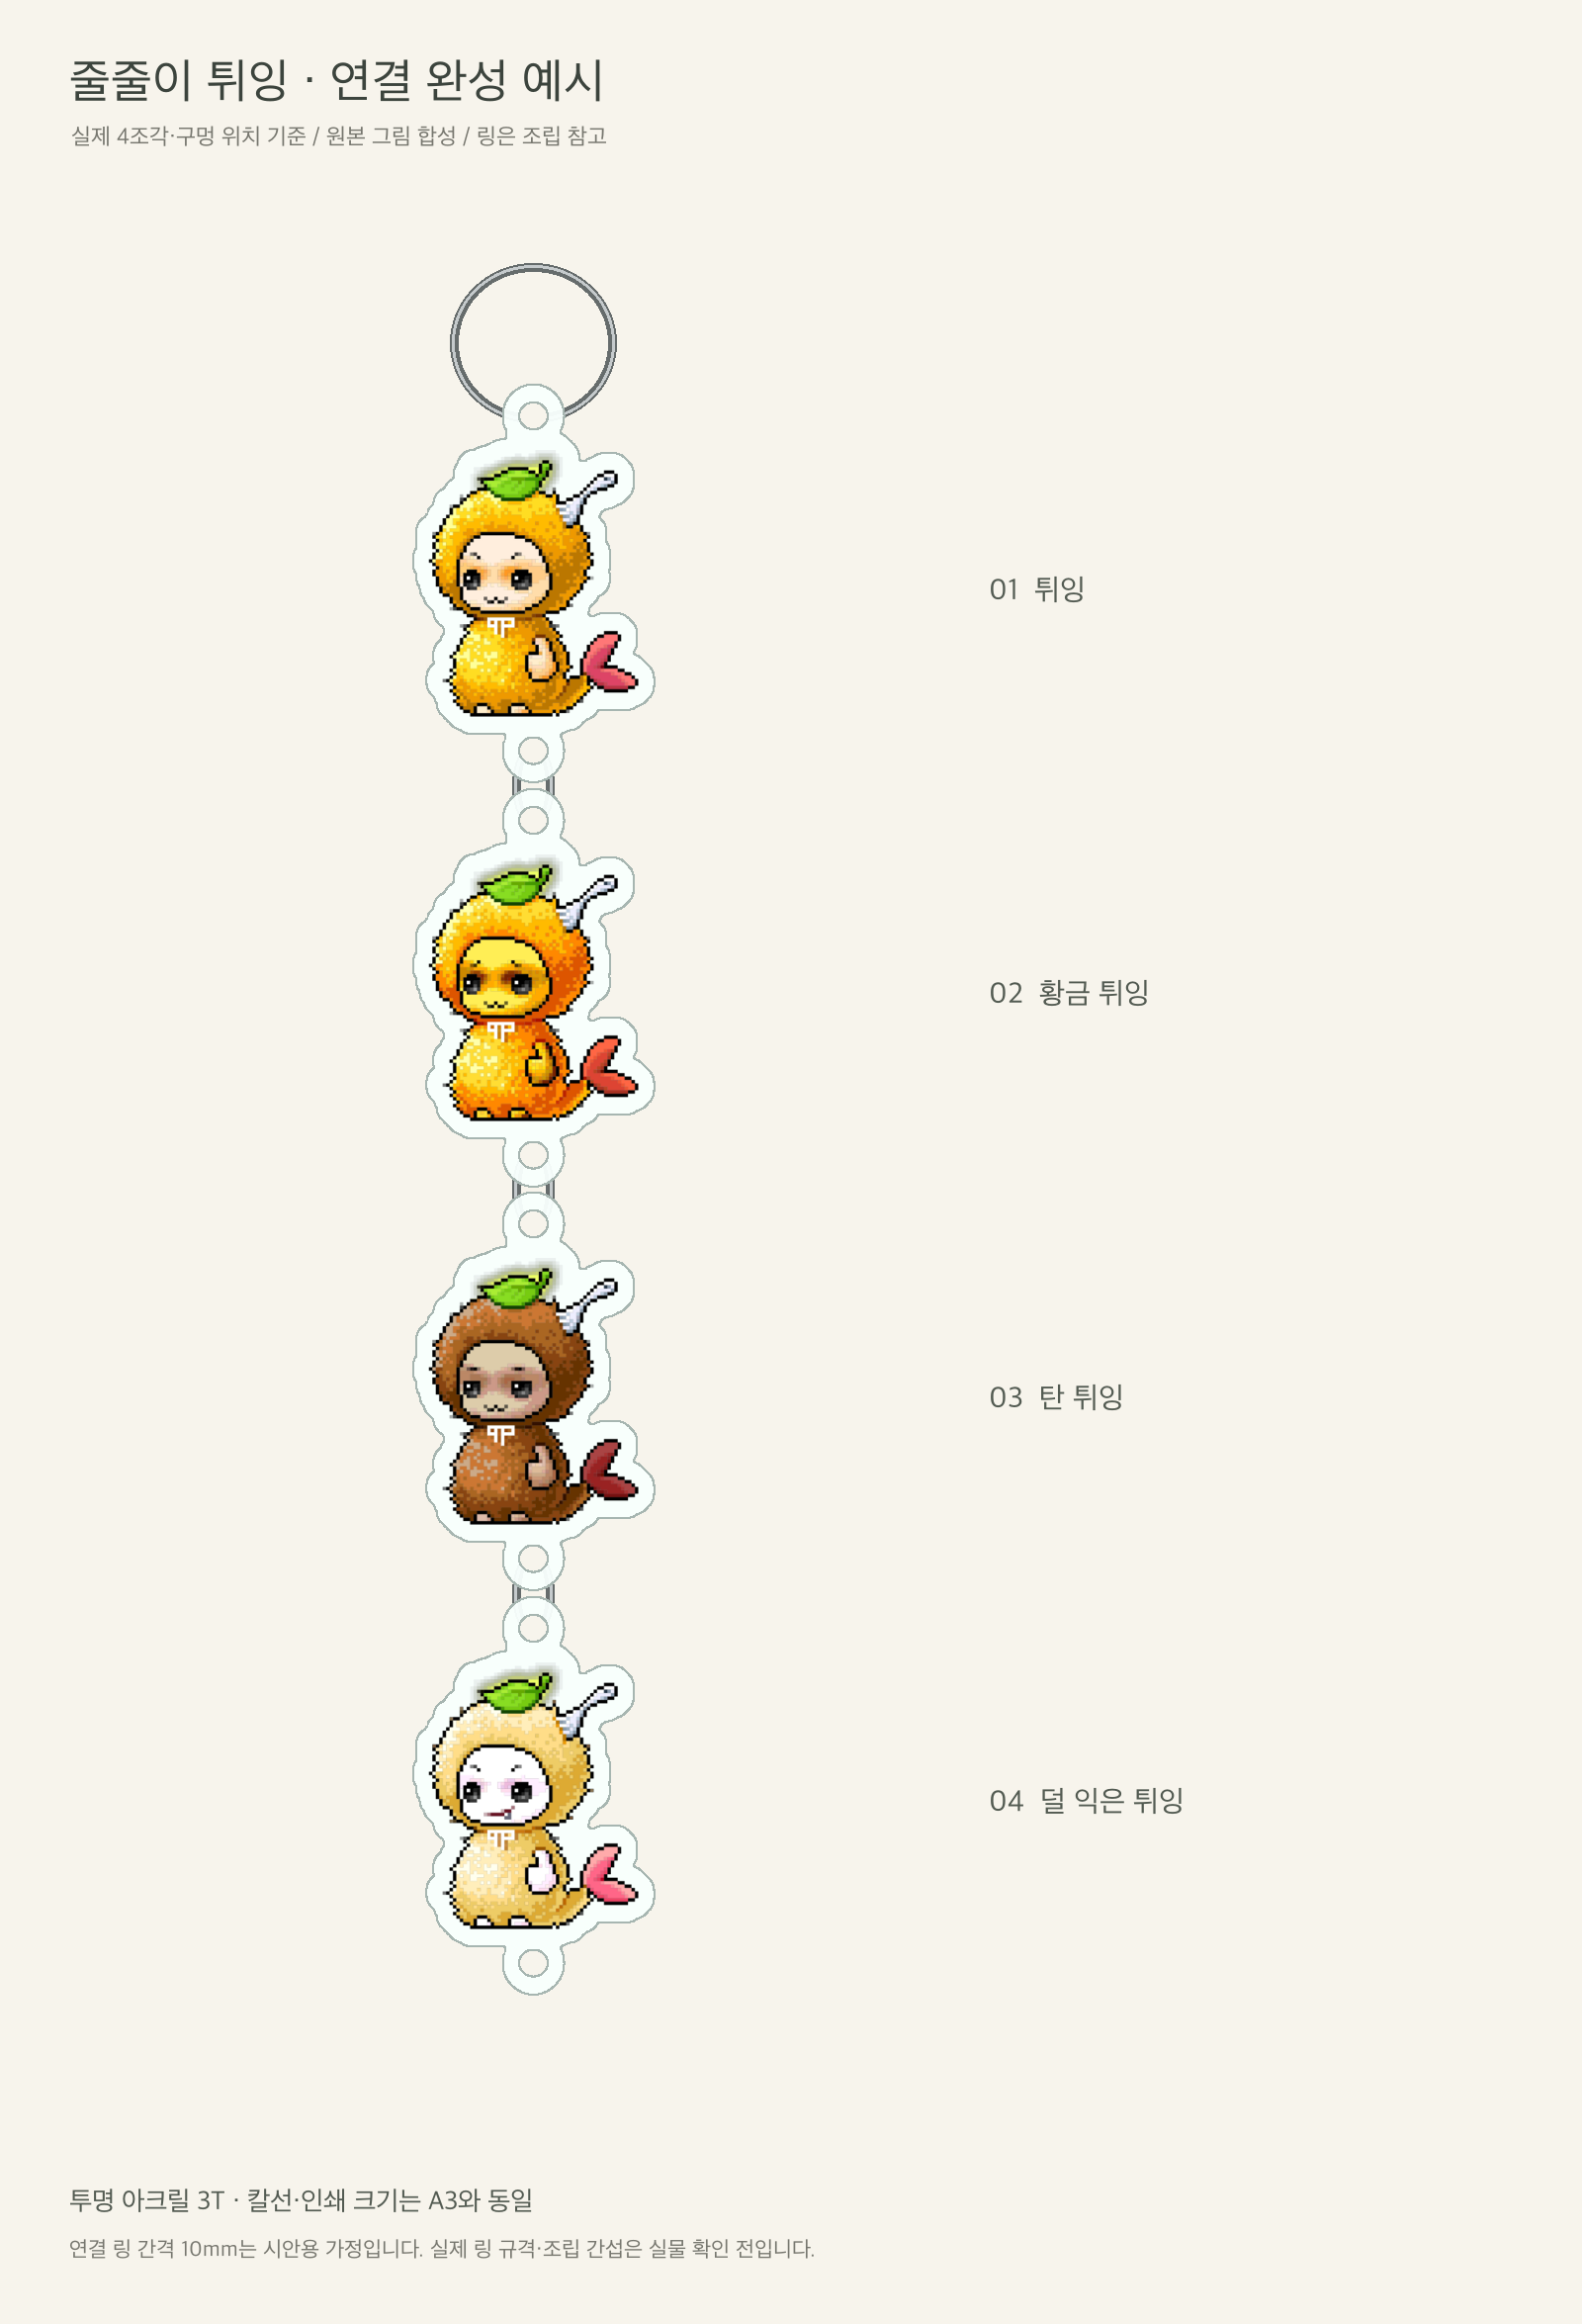 줄줄이 튀잉 · 연결 완성 예시
실제 4조각·구멍 위치 기준 / 원본 그림 합성 / 링은 조립 참고
01 튀잉
02 황금 튀잉
03 탄 튀잉
04 덜 익은 튀잉
투명 아크릴 3T · 칼선·인쇄 크기는 A3와 동일
연결 링 간격 10mm는 시안용 가정입니다. 실제 링 규격·조립 간섭은 실물 확인 전입니다.